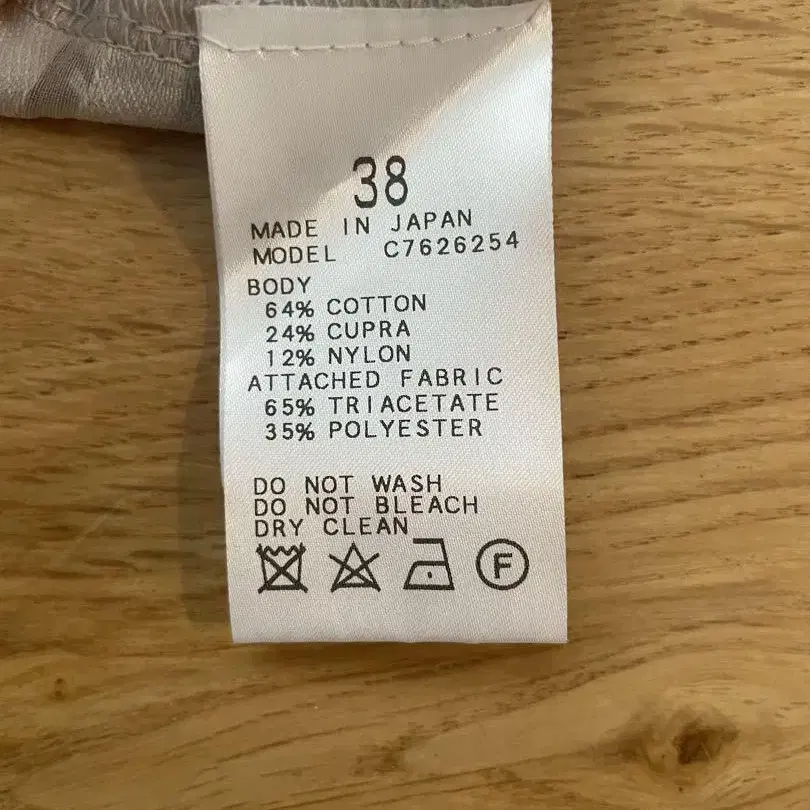 38
MADE IN JAPAN
MODEL C7626254
BODY
64% COTTON
24% CUPRA
12% NYLON
ATTACHED FABRIC
65% TRIACETATE
35% POLYESTER
DO NOT WASH
DO NOT BLEACH
DRY CLEAN
F